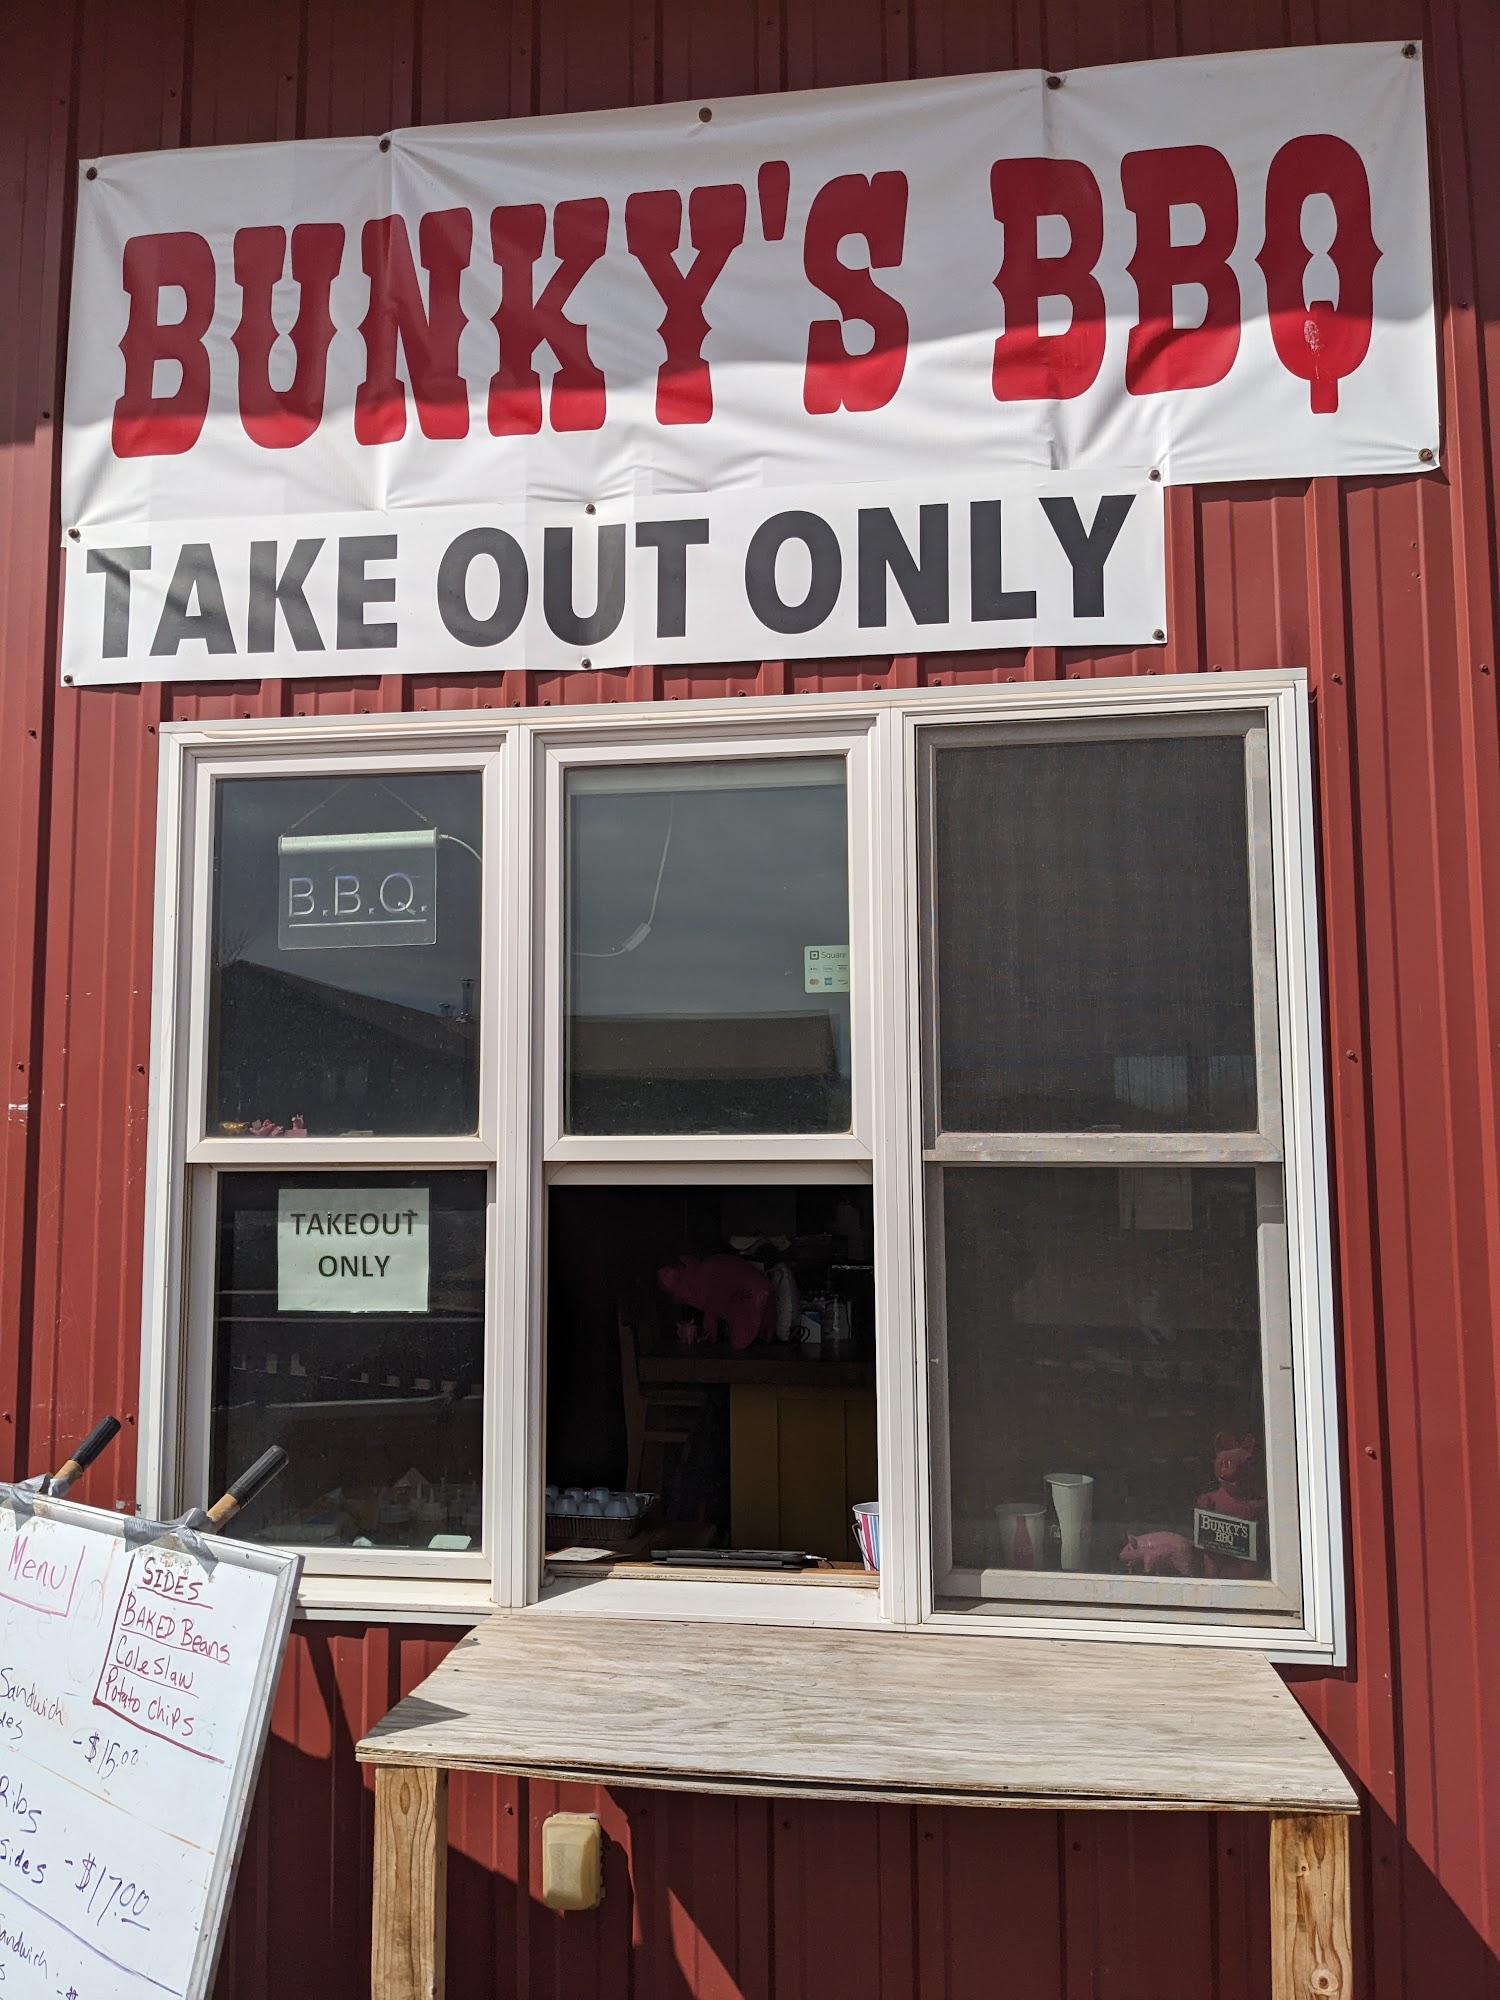 BUNKY'S BBQ
TAKE OUT ONLY
B.B.Q.
Square
TAKEOUT
ONLY
BUNKY'S
BBQ
Menu
SIDES
BAKED Beans
Cole Slaw
Potato chips
Sandwich
- $15.00
Ribs
Sides - $17.00